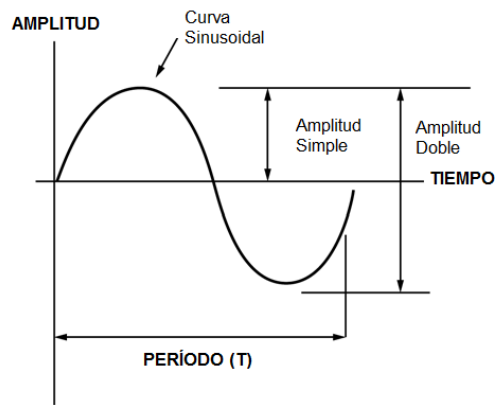 AMPLITUD
Curva
Sinusoidal
Amplitud
Simple
Amplitud
Doble
TIEMPO
PERÍODO (T)